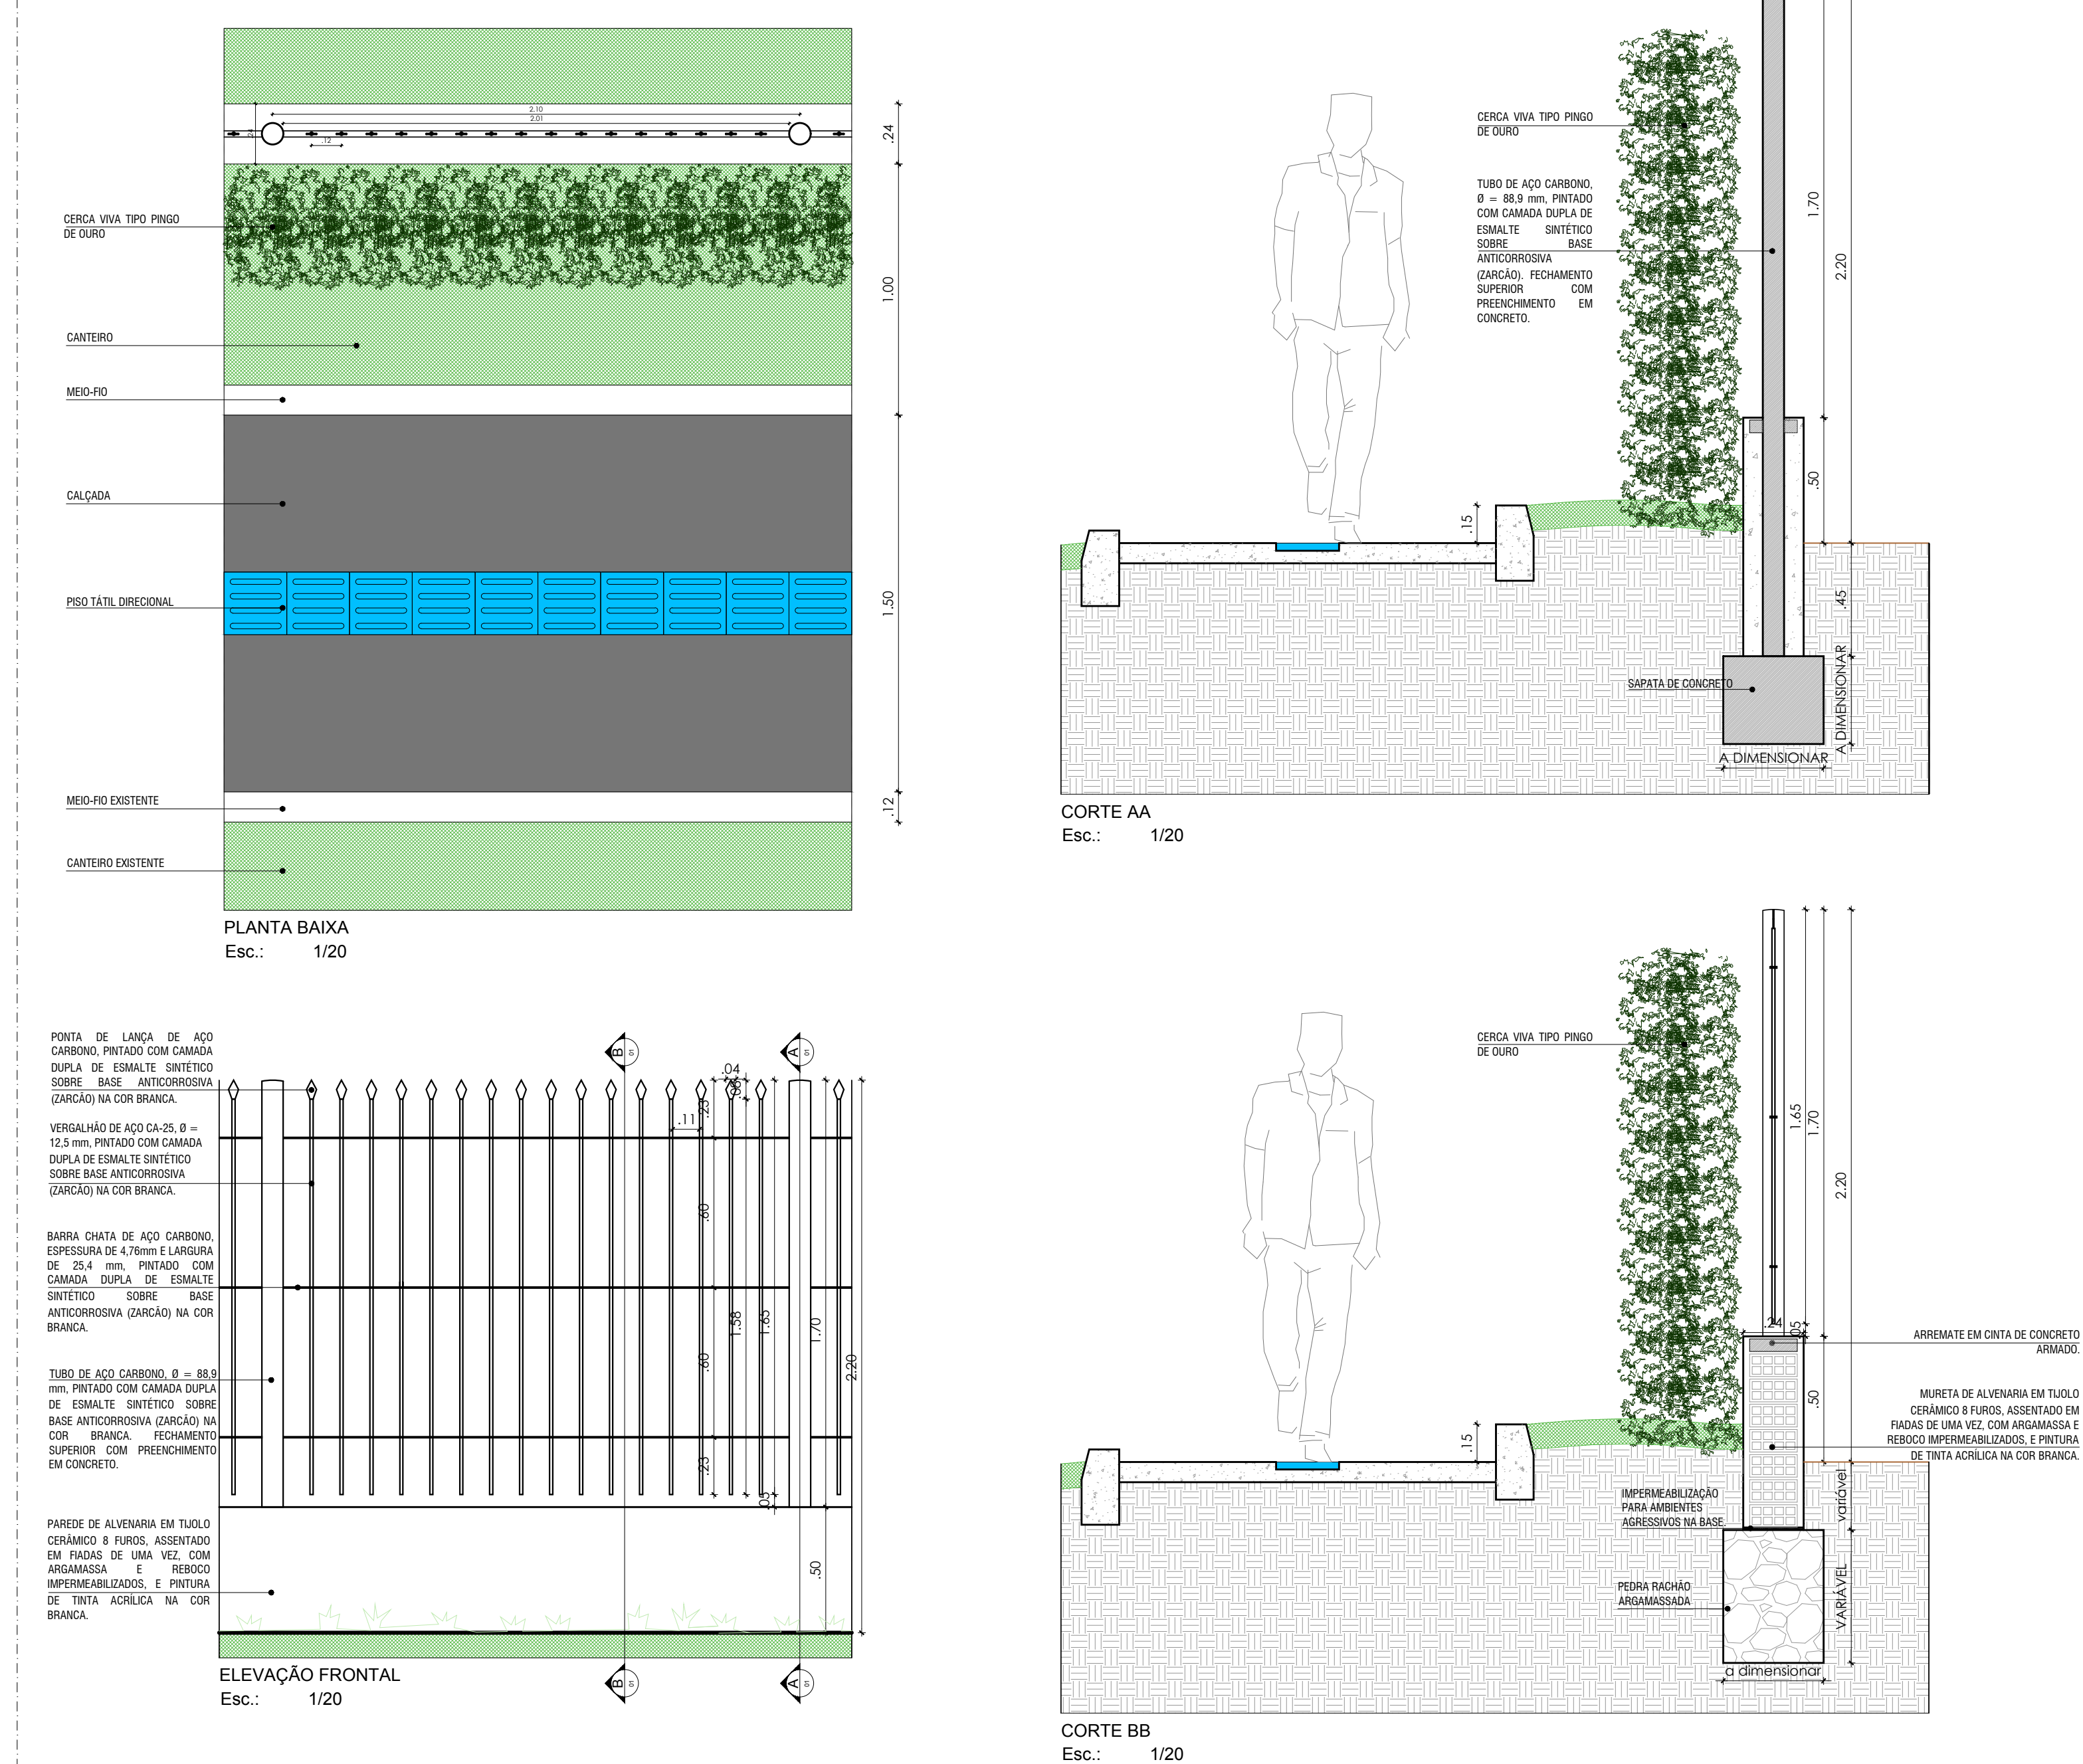 2.10
2.01
.24
.12
.24
CERCA VIVA TIPO PINGO
DE OURO
1.00
CANTEIRO
MEIO-FIO
CALÇADA
PISO TÁTIL DIRECIONAL
1.50
MEIO-FIO EXISTENTE
.12
CANTEIRO EXISTENTE
PLANTA BAIXA
Esc.: 1/20
CERCA VIVA TIPO PINGO
DE OURO
TUBO DE AÇO CARBONO,
Ø = 88,9 mm, PINTADO
COM CAMADA DUPLA DE
ESMALTE SINTÉTICO
SOBRE BASE
ANTICORROSIVA
(ZARCÃO). FECHAMENTO
SUPERIOR COM
PREENCHIMENTO EM
CONCRETO.
1.70
2.20
.50
.15
.45
SAPATA DE CONCRETO
A DIMENSIONAR
A DIMENSIONAR
CORTE AA
Esc.: 1/20
PONTA DE LANÇA DE AÇO
CARBONO, PINTADO COM CAMADA
DUPLA DE ESMALTE SINTÉTICO
SOBRE BASE ANTICORROSIVA
(ZARCÃO) NA COR BRANCA.
VERGALHÃO DE AÇO CA-25, Ø =
12,5 mm, PINTADO COM CAMADA
DUPLA DE ESMALTE SINTÉTICO
SOBRE BASE ANTICORROSIVA
(ZARCÃO) NA COR BRANCA.
BARRA CHATA DE AÇO CARBONO,
ESPESSURA DE 4,76mm E LARGURA
DE 25,4 mm, PINTADO COM
CAMADA DUPLA DE ESMALTE
SINTÉTICO SOBRE BASE
ANTICORROSIVA (ZARCÃO) NA COR
BRANCA.
TUBO DE AÇO CARBONO, Ø = 88,9
mm, PINTADO COM CAMADA DUPLA
DE ESMALTE SINTÉTICO SOBRE
BASE ANTICORROSIVA (ZARCÃO) NA
COR BRANCA. FECHAMENTO
SUPERIOR COM PREENCHIMENTO
EM CONCRETO.
PAREDE DE ALVENARIA EM TIJOLO
CERÂMICO 8 FUROS, ASSENTADO
EM FIADAS DE UMA VEZ, COM
ARGAMASSA E REBOCO
IMPERMEABILIZADOS, E PINTURA
DE TINTA ACRÍLICA NA COR
BRANCA.
B 01
A 01
.04
.23
.11
.60
.60
.23
1.58
1.65
.05
1.70
2.20
.50
B 01
A 01
ELEVAÇÃO FRONTAL
Esc.: 1/20
CERCA VIVA TIPO PINGO
DE OURO
1.65
1.70
2.20
.24
.05
.50
.15
ARREMATE EM CINTA DE CONCRETO
ARMADO.
MURETA DE ALVENARIA EM TIJOLO
CERÂMICO 8 FUROS, ASSENTADO EM
FIADAS DE UMA VEZ, COM ARGAMASSA E
REBOCO IMPERMEABILIZADOS, E PINTURA
DE TINTA ACRÍLICA NA COR BRANCA.
IMPERMEABILIZAÇÃO
PARA AMBIENTES
AGRESSIVOS NA BASE.
variável
PEDRA RACHÃO
ARGAMASSADA
VARIÁVEL
a dimensionar
CORTE BB
Esc.: 1/20